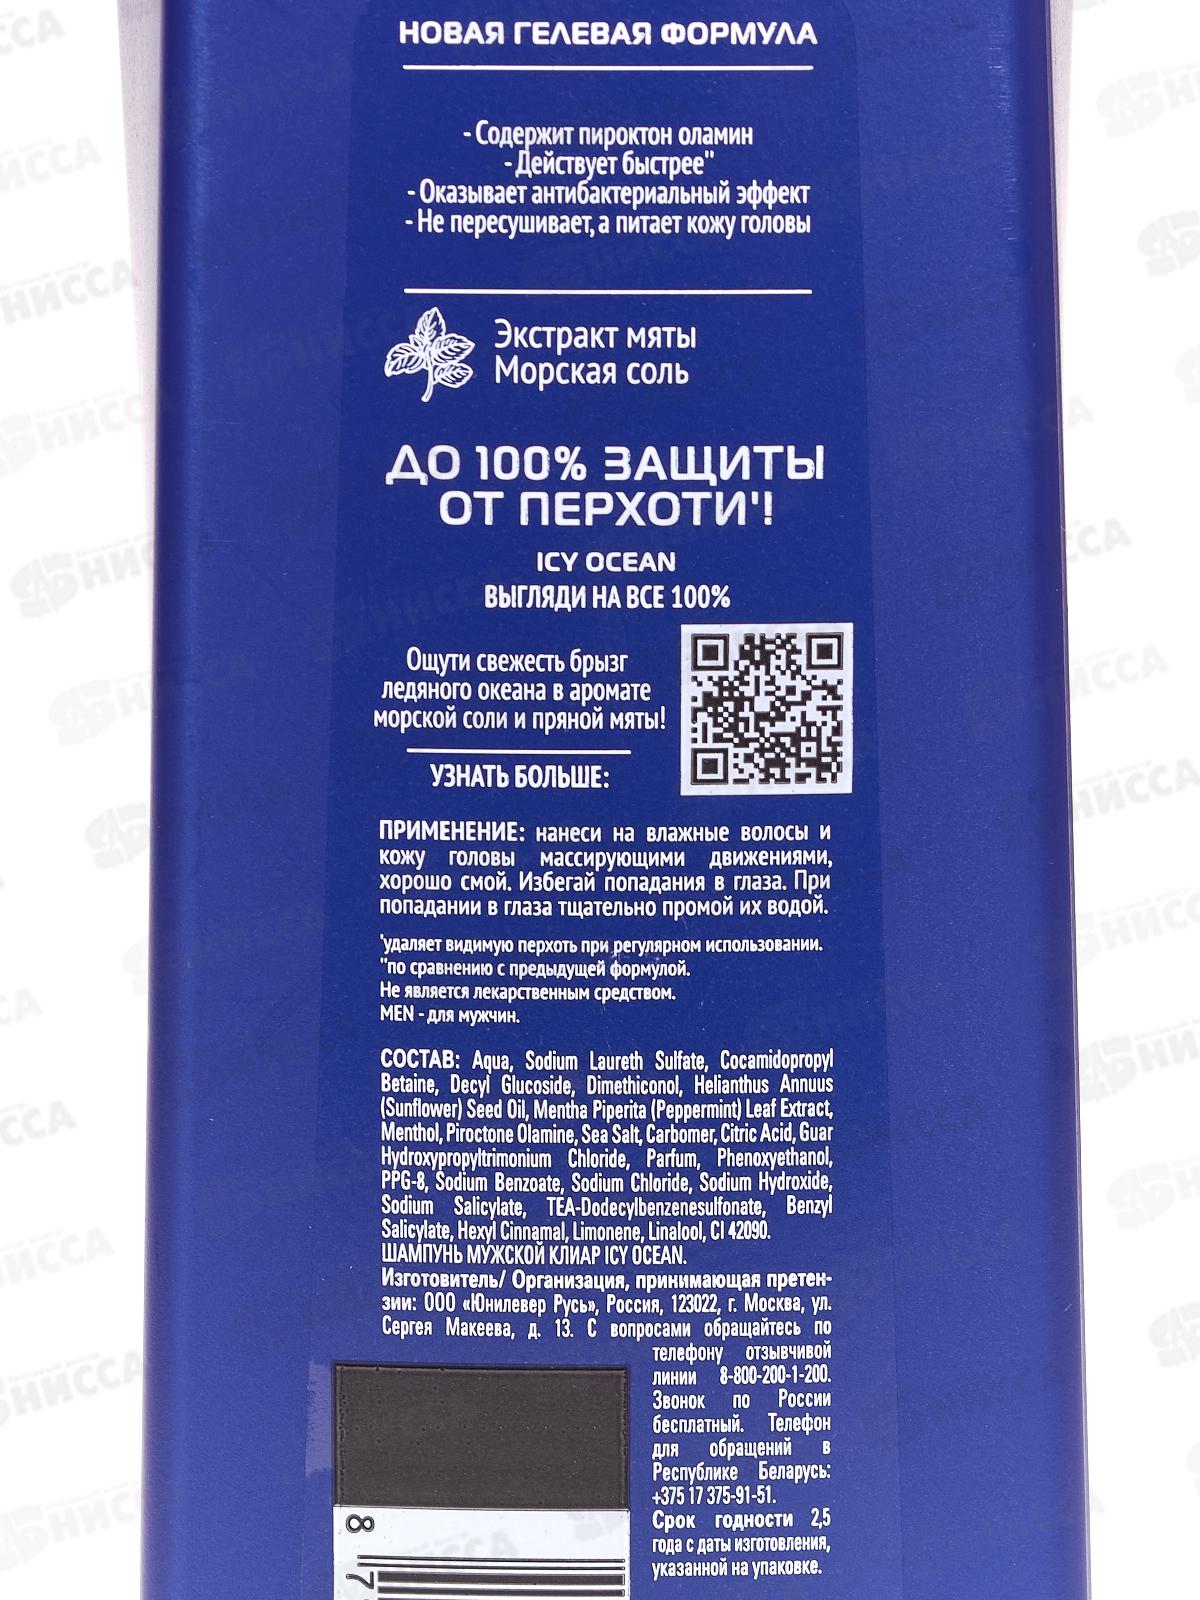 НОВАЯ ГЕЛЕВАЯ ФОРМУЛА
- Содержит пироктон оламин
- Действует быстрее"
- Оказывает антибактериальный эффект
- Не пересушивает, а питает кожу головы
Экстракт мяты
Морская соль
ДО 100% ЗАЩИТЫ
ОТ ПЕРХОТИ'!
ICY OCEAN
ВЫГЛЯДИ НА ВСЕ 100%
Ощути свежесть брызг
ледяного океана в аромате
морской соли и пряной мяты!
УЗНАТЬ БОЛЬШЕ:
ПРИМЕНЕНИЕ: нанеси на влажные волосы и
кожу головы массирующими движениями,
хорошо смой. Избегай попадания в глаза. При
попадании в глаза тщательно промой их водой.
'удаляет видимую перхоть при регулярном использовании.
"по сравнению с предыдущей формулой.
Не является лекарственным средством.
MEN - для мужчин.
СОСТАВ: Aqua, Sodium Laureth Sulfate, Cocamidopropyl
Betaine, Decyl Glucoside, Dimethiconol, Helianthus Annuus
(Sunflower) Seed Oil, Mentha Piperita (Peppermint) Leaf Extract,
Menthol, Piroctone Olamine, Sea Salt, Carbomer, Citric Acid, Guar
Hydroxypropyltrimonium Chloride, Parfum, Phenoxyethanol,
PPG-8, Sodium Benzoate, Sodium Chloride, Sodium Hydroxide,
Sodium Salicylate, TEA-Dodecylbenzenesulfonate, Benzyl
Salicylate, Hexyl Cinnamal, Limonene, Linalool, CI 42090.
ШАМПУНЬ МУЖСКОЙ КЛИАР ICY OCEAN.
Изготовитель/ Организация, принимающая претен-
зии: ООО «Юнилевер Русь», Россия, 123022, г. Москва, ул.
Сергея Макеева, д. 13. С вопросами обращайтесь по
телефону отзывчивой
линии 8-800-200-1-200.
Звонок по России
бесплатный. Телефон
для обращений в
Республике Беларусь:
+375 17 375-91-51.
Срок годности 2,5
года с даты изготовления,
указанной на упаковке.
8
7
НИССА